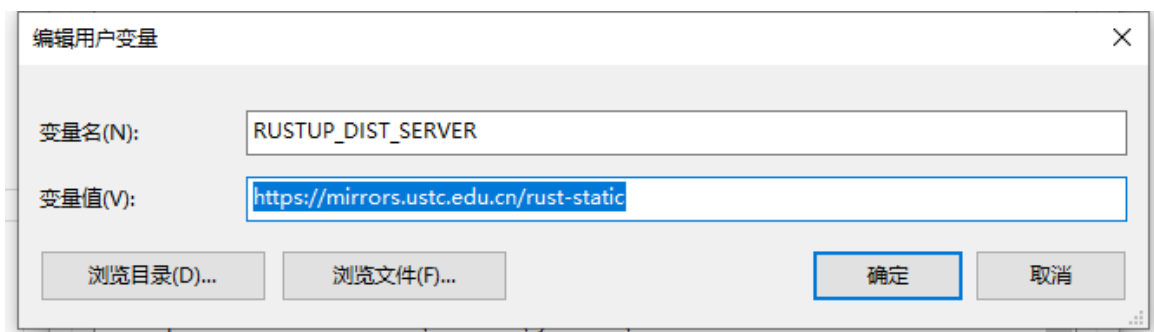 编辑用户变量
变量名(N): RUSTUP_DIST_SERVER
变量值(V): https://mirrors.ustc.edu.cn/rust-static
浏览目录(D)... 浏览文件(F)... 确定 取消